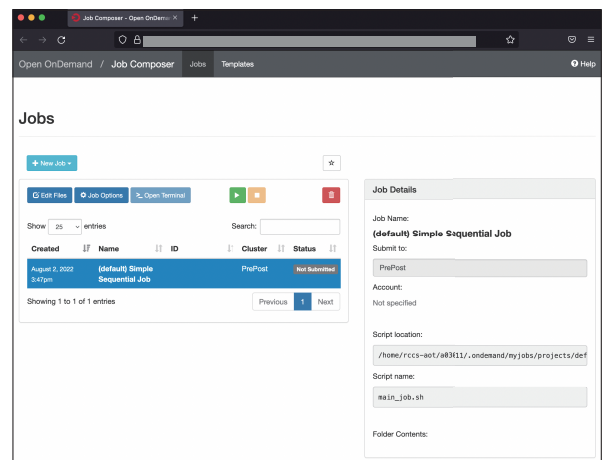 Job Composer - Open OnDema
Open OnDemand / Job Composer Jobs Templates Help
Jobs
New Job
Edit Files Job Options Open Terminal
Show 25 entries Search:
Created Name ID Cluster Status
August 2, 2022 3:47pm (default) Simple Sequential Job PrePost Not Submitted
Showing 1 to 1 of 1 entries Previous 1 Next
Job Details
Job Name:
(default) Simple Sequential Job
Submit to:
PrePost
Account:
Not specified
Script location:
/home/rccs-aot/a03611/.ondemand/myjobs/projects/def
Script name:
main_job.sh
Folder Contents: